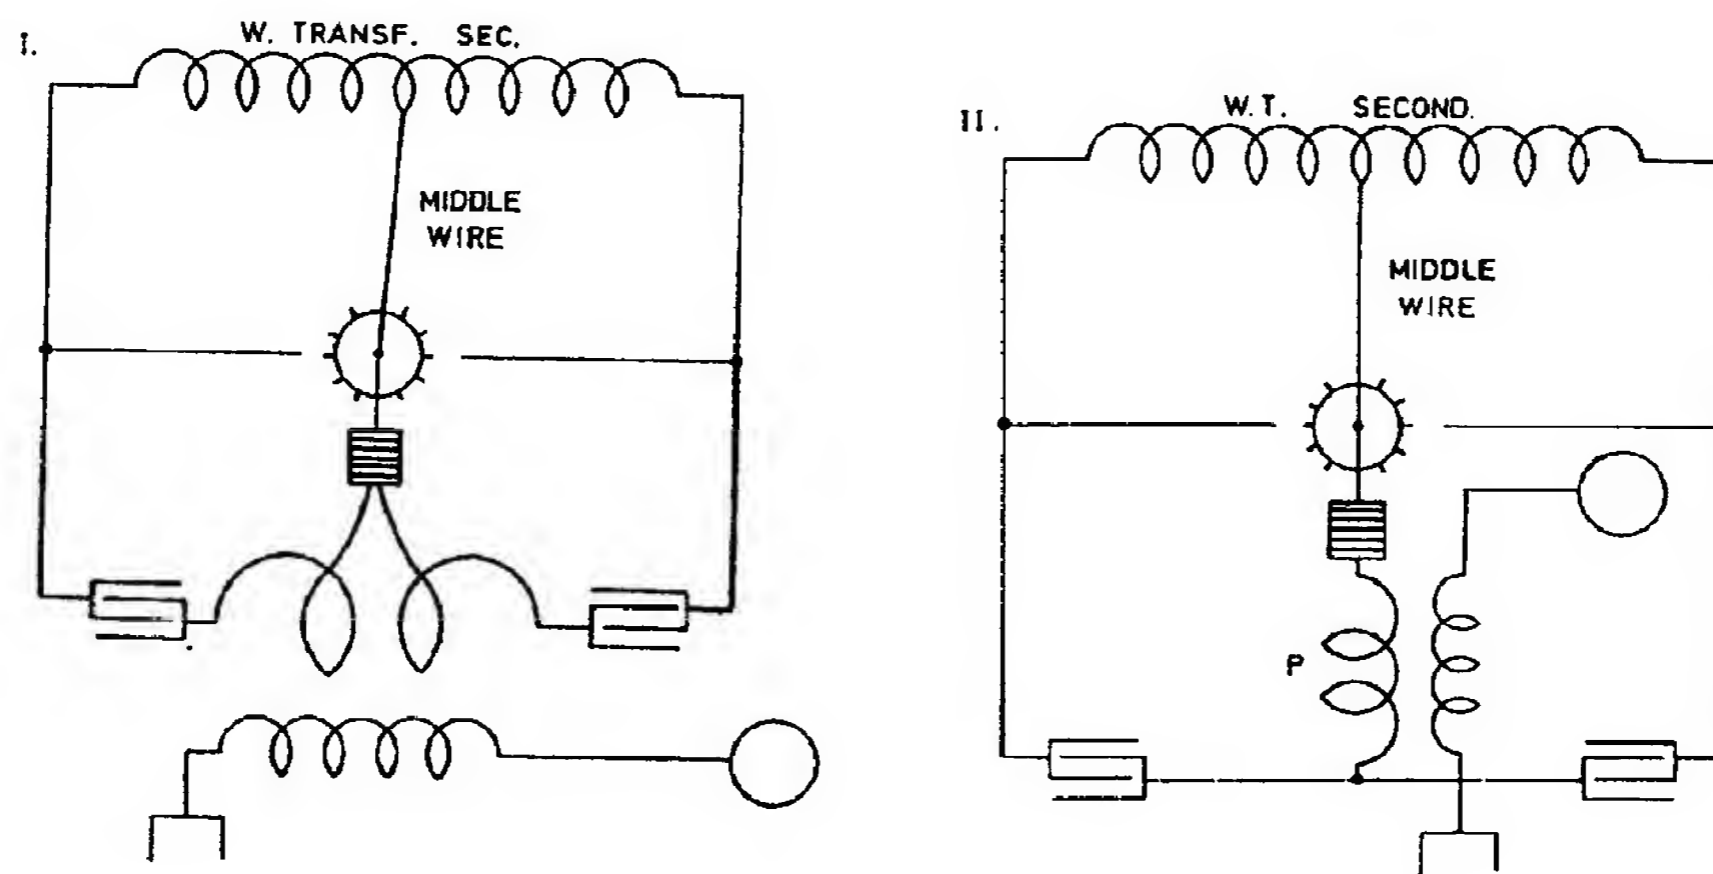 I.
W. TRANSF. SEC.
MIDDLE
WIRE
II.
W.T. SECOND.
MIDDLE
WIRE
P